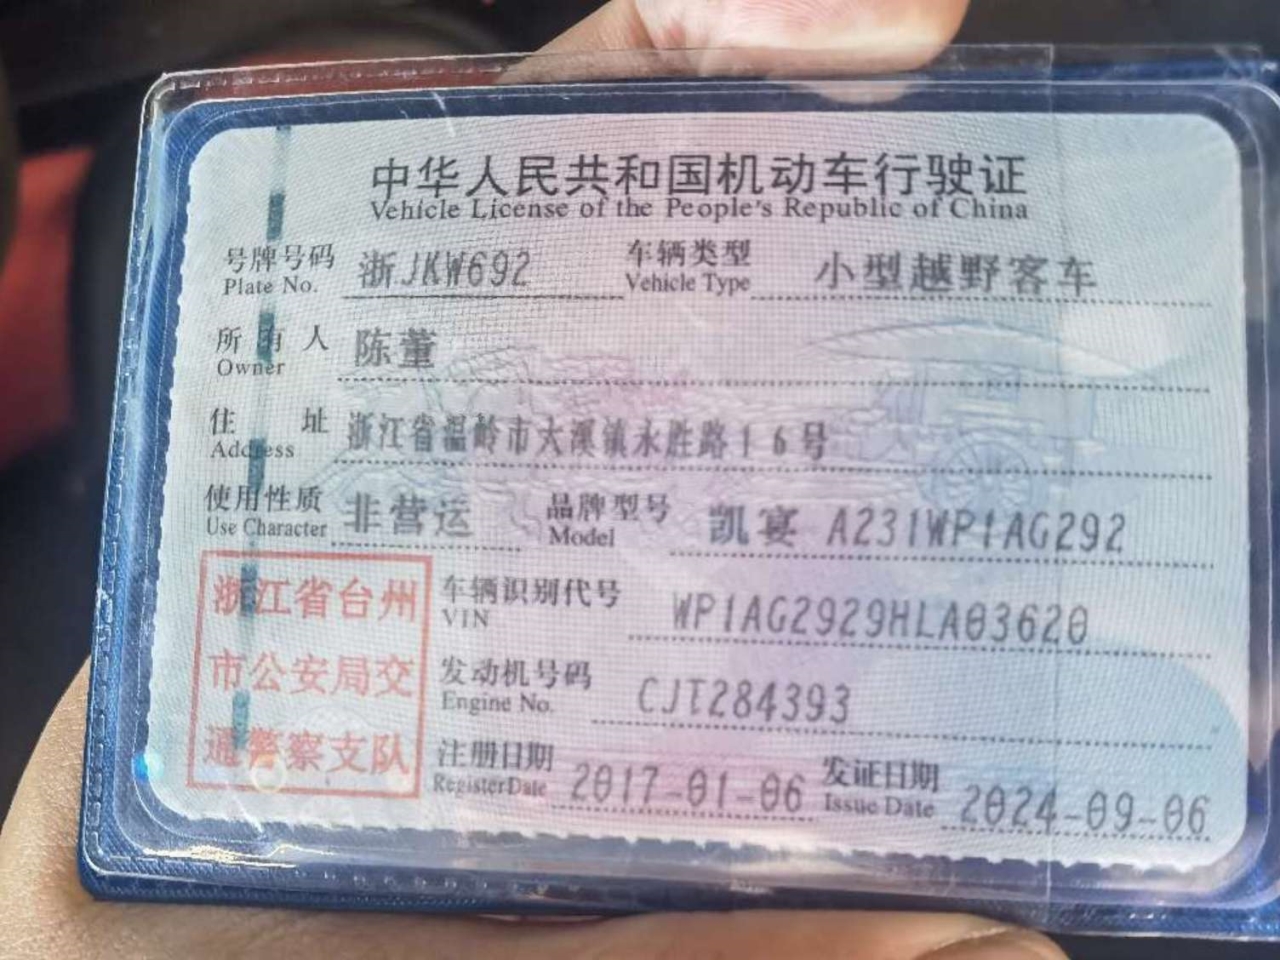 中华人民共和国机动车行驶证
Vehicle License of the People's Republic of China
号牌号码 浙JKW692 车辆类型 小型越野客车
Plate No. Vehicle Type
所有人 陈董
Owner
住址 浙江省温岭市大溪镇永胜路16号
Address
使用性质 非营运 品牌型号 凯宴 A231WP1AG292
Use Character Model
浙江省台州
市公安局交
通警察支队
车辆识别代号 WP1AG2929HLA03620
VIN
发动机号码 CJT284393
Engine No.
注册日期 2017-01-06 发证日期 2024-09-06
Register Date Issue Date